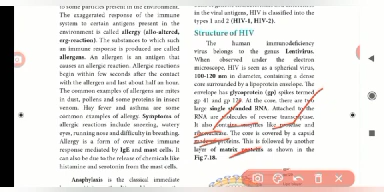 to some particles present in the environment.
The exaggerated response of the immune
system to certain antigens present in the
environment is called allergy (allo-altered,
erg-reaction). The substances to which such
an immune response is produced are called
allergens. An allergen is an antigen that
causes an allergic reaction. Allergic reactions
begin within few seconds after the contact
with the allergen and last about half an hour.
The common examples of allergens are mites
in dust, pollens and some proteins in insect
venom. Hay fever and asthma are some
common examples of allergy Symptoms of
allergic reactions include sneezing, watery
eyes, running nose and difficulty in breathing.
Allergy is a form of over active immune
response mediated by IgE and mast cells. It
can also be due to the release of chemicals like
histamine and serotonin from the mast cells.
Anaphylaxis is the classical immediate
in the viral antigens, HIV is classified into the
types 1 and 2 (HIV-1, HIV-2).
Structure of HIV
The human immunodeficiency
virus belongs to the genus Lentivirus.
When observed under the electron
microscope, HIV is seen as a spherical virus,
100-120 nm in diameter, containing a dense
core surrounded by a lipoprotein envelope. The
envelope has glycoprotein (gp) spikes termed
gp 41 and gp 120. At the core, there are two
large single stranded RNA. Attached to the
RNA are molecules of reverse transcriptase.
It also contains enzymes like protease and
ribonuclease. The core is covered by a capsid
made of proteins. This is followed by another
layer of matrix proteins as shown in the
Fig 7.18.